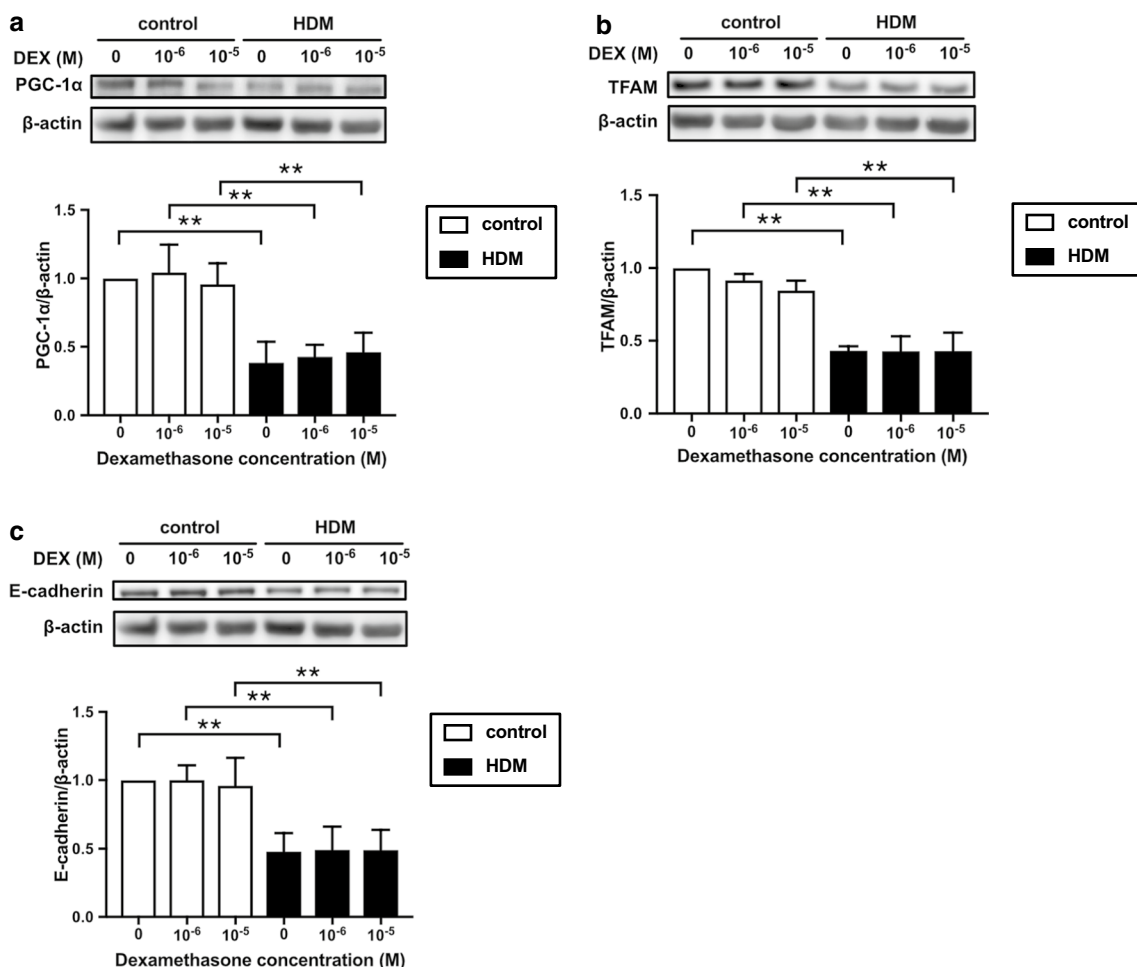 a
control HDM
DEX (M) 0 10⁻⁶ 10⁻⁵ 0 10⁻⁶ 10⁻⁵
PGC-1α
β-actin
** ** **
1.5
1.0
0.5
0.0
PGC-1α/β-actin
0 10⁻⁶ 10⁻⁵ 0 10⁻⁶ 10⁻⁵
Dexamethasone concentration (M)
control
HDM
b
control HDM
DEX (M) 0 10⁻⁶ 10⁻⁵ 0 10⁻⁶ 10⁻⁵
TFAM
β-actin
** ** **
1.5
1.0
0.5
0.0
TFAM/β-actin
0 10⁻⁶ 10⁻⁵ 0 10⁻⁶ 10⁻⁵
Dexamethasone concentration (M)
control
HDM
c
control HDM
DEX (M) 0 10⁻⁶ 10⁻⁵ 0 10⁻⁶ 10⁻⁵
E-cadherin
β-actin
** ** **
1.5
1.0
0.5
0.0
E-cadherin/β-actin
0 10⁻⁶ 10⁻⁵ 0 10⁻⁶ 10⁻⁵
Dexamethasone concentration (M)
control
HDM